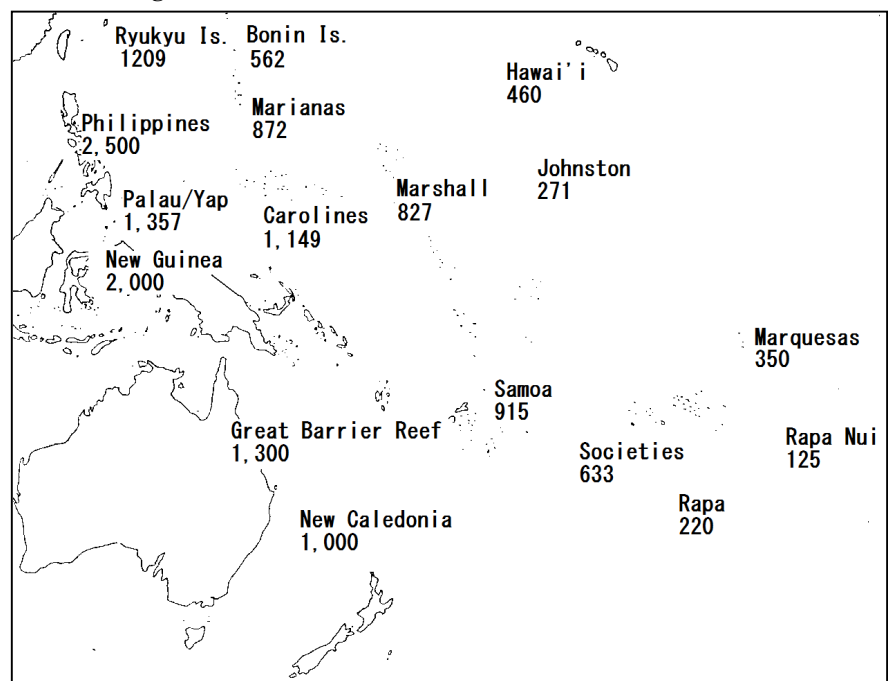 Ryukyu Is.
1209
Bonin Is.
562
Hawai'i
460
Marianas
872
Philippines
2,500
Johnston
271
Marshall
827
Palau/Yap
1,357
Carolines
1,149
New Guinea
2,000
Marquesas
350
Samoa
915
Great Barrier Reef
1,300
Societies
633
Rapa Nui
125
Rapa
220
New Caledonia
1,000